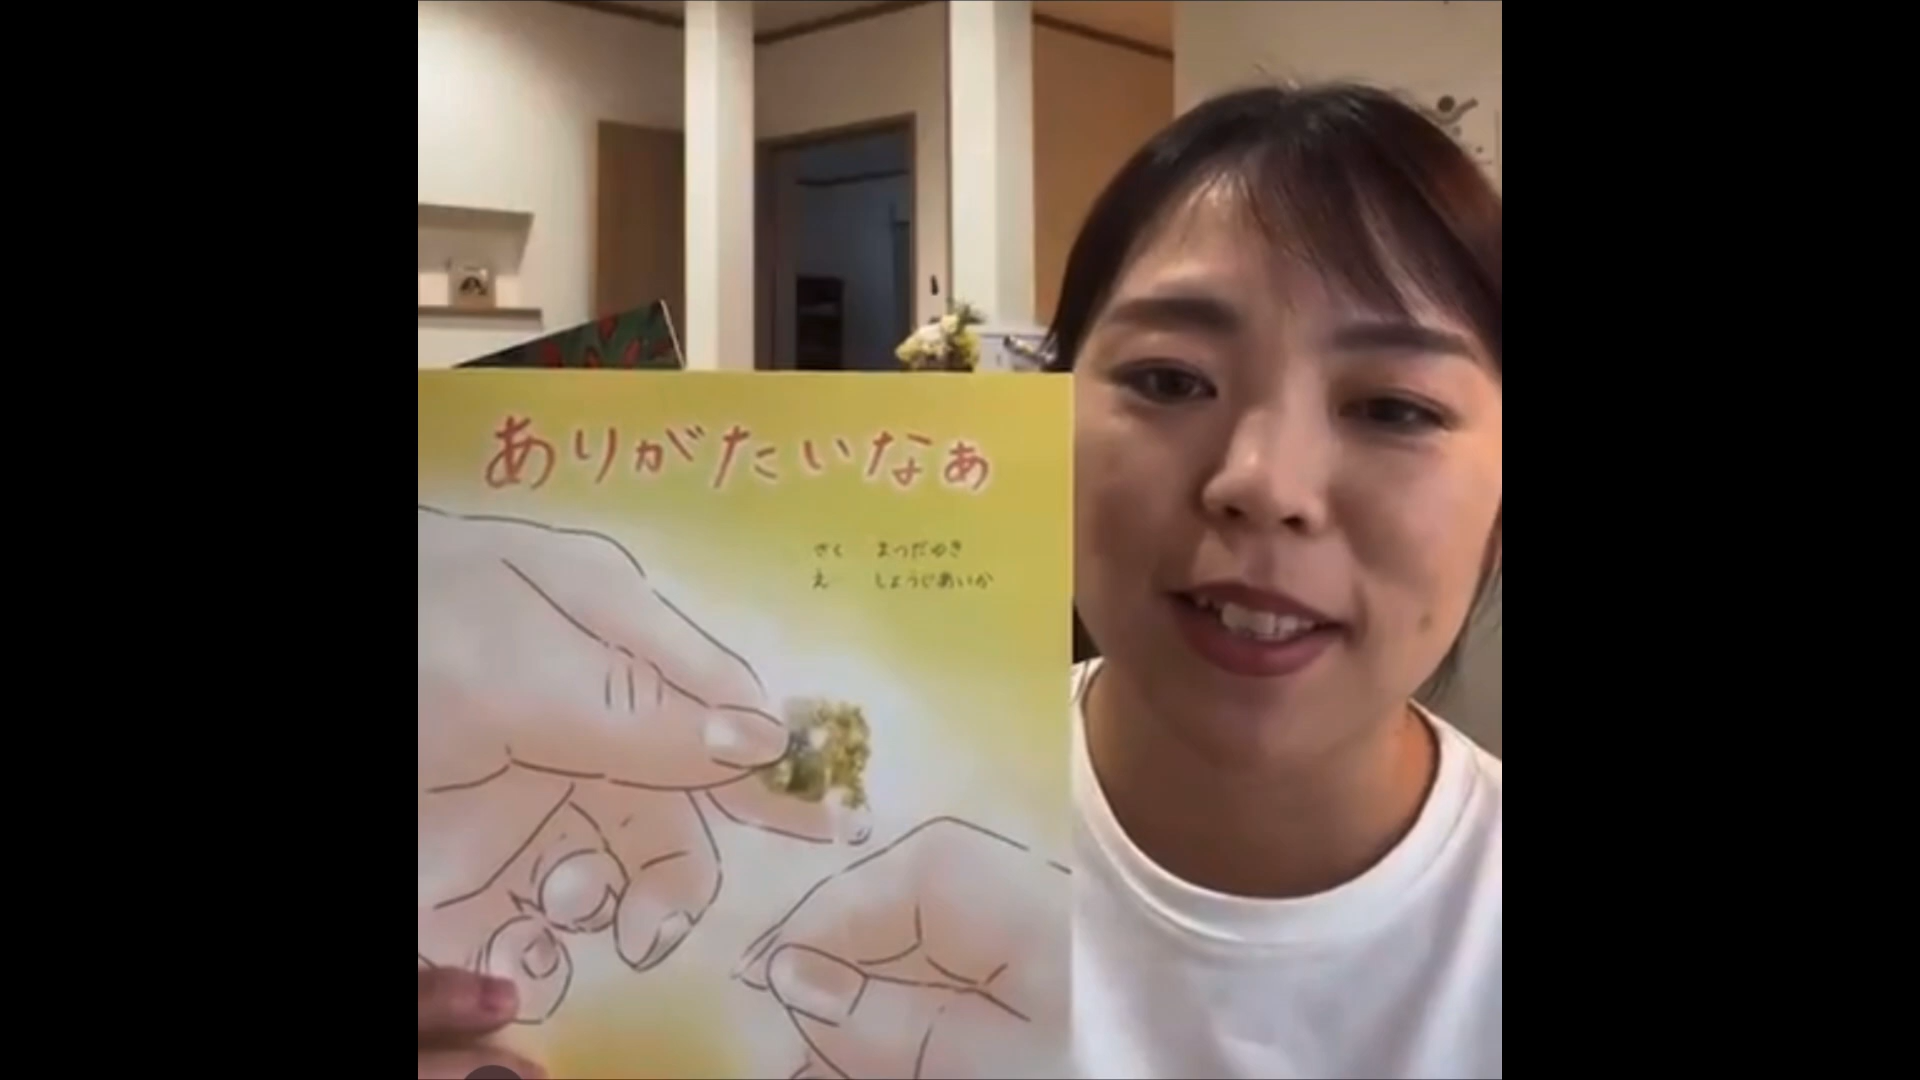 ありがたいなぁ
さく まつだゆき
え しょうじあいか